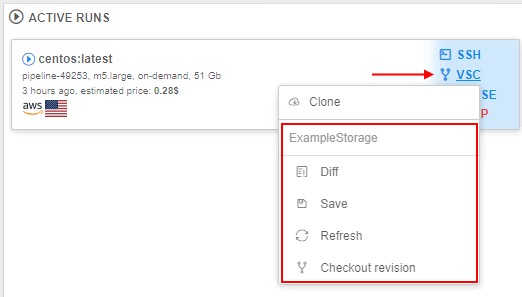 ACTIVE RUNS
centos:latest
SSH
pipeline-49253, m5.large, on-demand, 51 Gb
VSC
3 hours ago, estimated price: 0.28$
SE
aws
P
Clone
ExampleStorage
Diff
Save
Refresh
Checkout revision